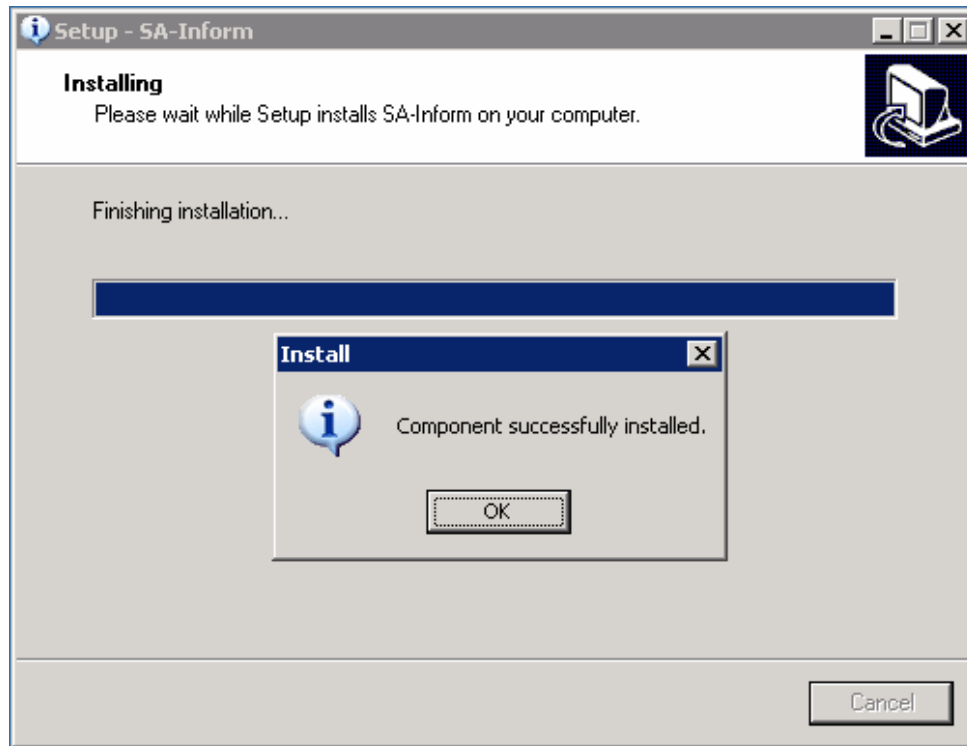 Setup - SA-Inform
Installing
Please wait while Setup installs SA-Inform on your computer.
Finishing installation...
Install
Component successfully installed.
OK
Cancel